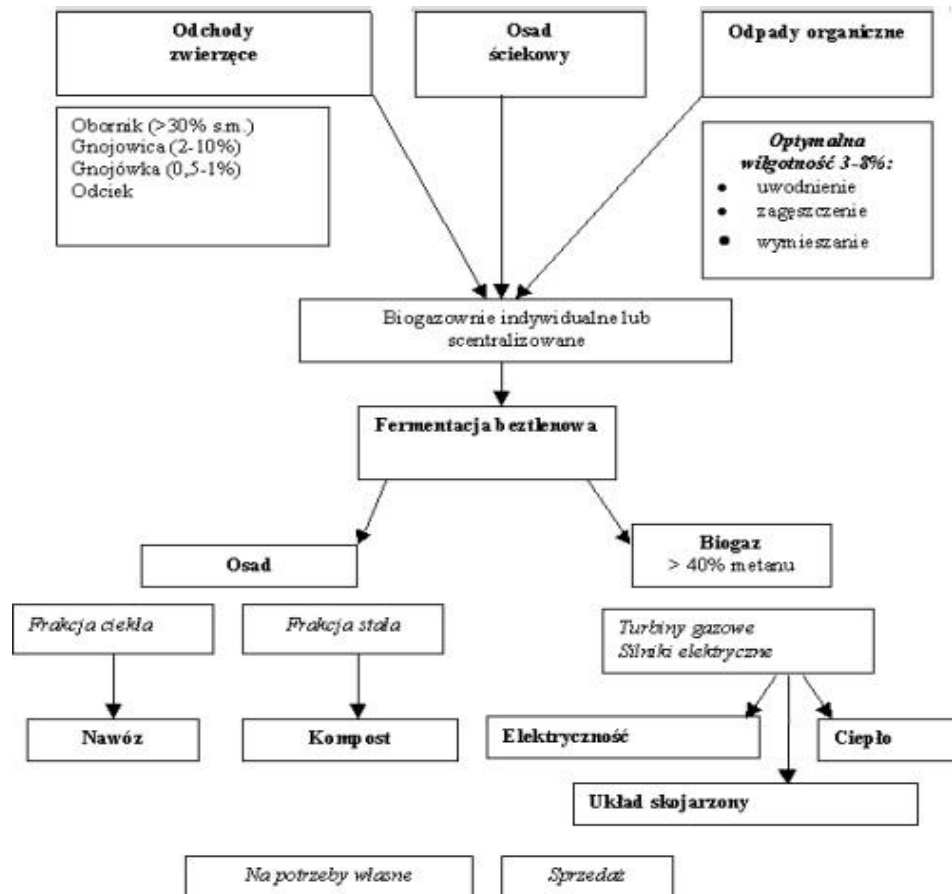 Odchody
zwierzęce
Osad
ściekowy
Odpady organiczne
Obornik (>30% s.m.)
Gnojowica (2-10%)
Gnojówka (0,5-1%)
Odciek
Optymalna
wilgotność 3-8%:
• uwodnienie
• zagęszczenie
• wymieszanie
Biogazownie indywidualne lub
scentralizowane
Fermentacja beztlenowa
Osad
Biogaz
> 40% metanu
Frakcja ciekła
Frakcja stała
Turbiny gazowe
Silniki elektryczne
Nawóz
Kompost
Elektryczność
Ciepło
Układ skojarzony
Na potrzeby własne
Sprzedaż